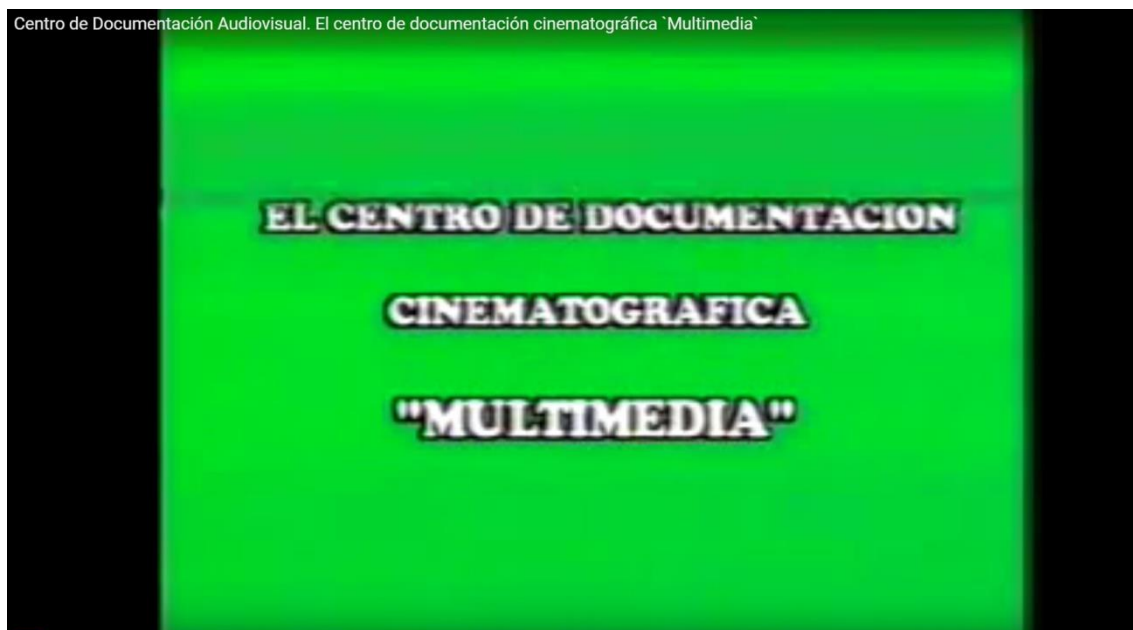 Centro de Documentación Audiovisual. El centro de documentación cinematográfica `Multimedia`
EL CENTRO DE DOCUMENTACION
CINEMATOGRAFICA
"MULTIMEDIA"